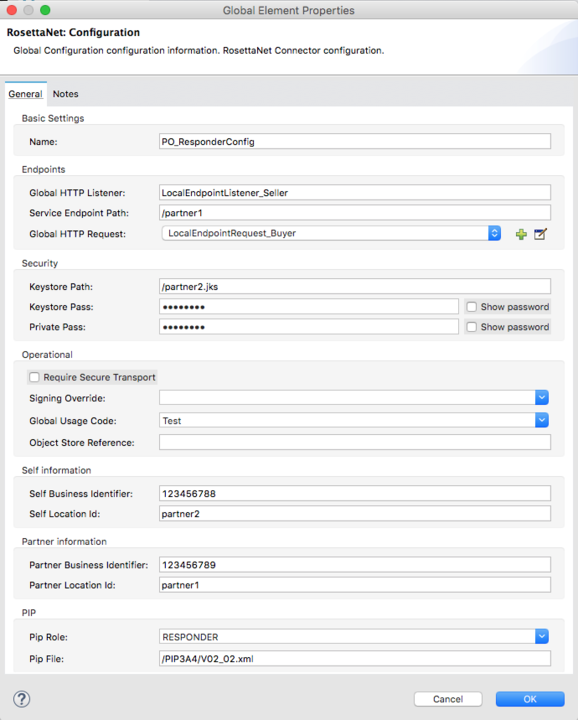 Global Element Properties
RosettaNet: Configuration
Global Configuration configuration information. RosettaNet Connector configuration.
General Notes
Basic Settings
Name: PO_ResponderConfig
Endpoints
Global HTTP Listener: LocalEndpointListener_Seller
Service Endpoint Path: /partner1
Global HTTP Request: LocalEndpointRequest_Buyer
Security
Keystore Path: /partner2.jks
Keystore Pass: •••••••• Show password
Private Pass: •••••••• Show password
Operational
Require Secure Transport
Signing Override:
Global Usage Code: Test
Object Store Reference:
Self information
Self Business Identifier: 123456788
Self Location Id: partner2
Partner information
Partner Business Identifier: 123456789
Partner Location Id: partner1
PIP
Pip Role: RESPONDER
Pip File: /PIP3A4/V02_02.xml
? Cancel OK